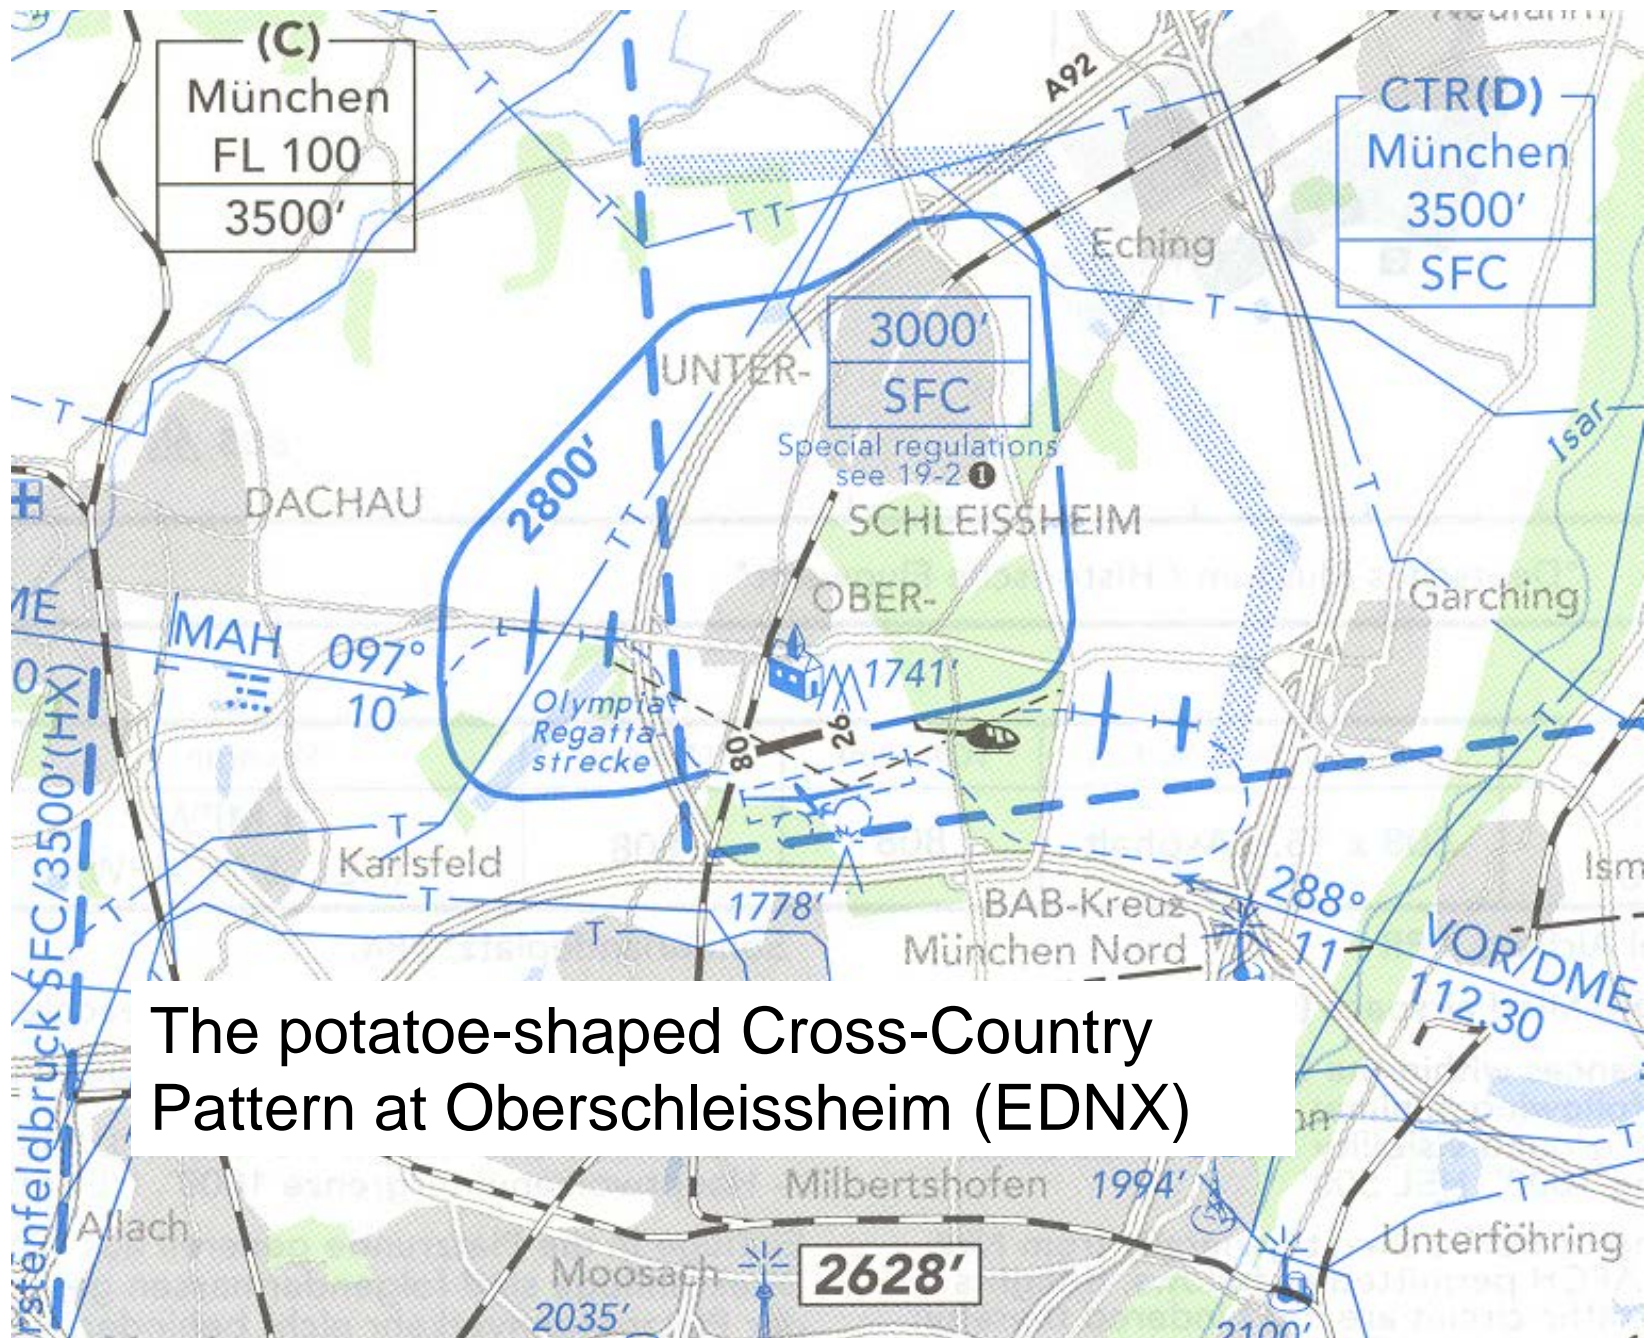 (C)
München
FL 100
3500'
A92
CTR(D)
München
3500'
SFC
T
T
T
T T
Eching
T
3000'
SFC
UNTER-
Special regulations
see 19-2 ❶
2800'
T
DACHAU
T T
T
Isar
SCHLEISSHEIM
OBER-
Garching
MAH 097°
10
T
Olympia-
Regatta-
strecke
1741'
08
26
T
T
Karlsfeld
T
T
T
1778'
BAB-Kreuz
München Nord
288°
11
VOR/DME
112.30
rstenfeldbruck SFC/3500'(HX)
The potatoe-shaped Cross-Country
Pattern at Oberschleissheim (EDNX)
T
Milbertshofen
1994'
T
Allach
Unterföhring
Moosach
2628'
2035'
2100'